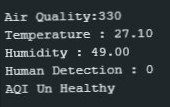 Air Quality:330
Temperature : 27.10
Humidity : 49.00
Human Detection : 0
AQI Un Healthy